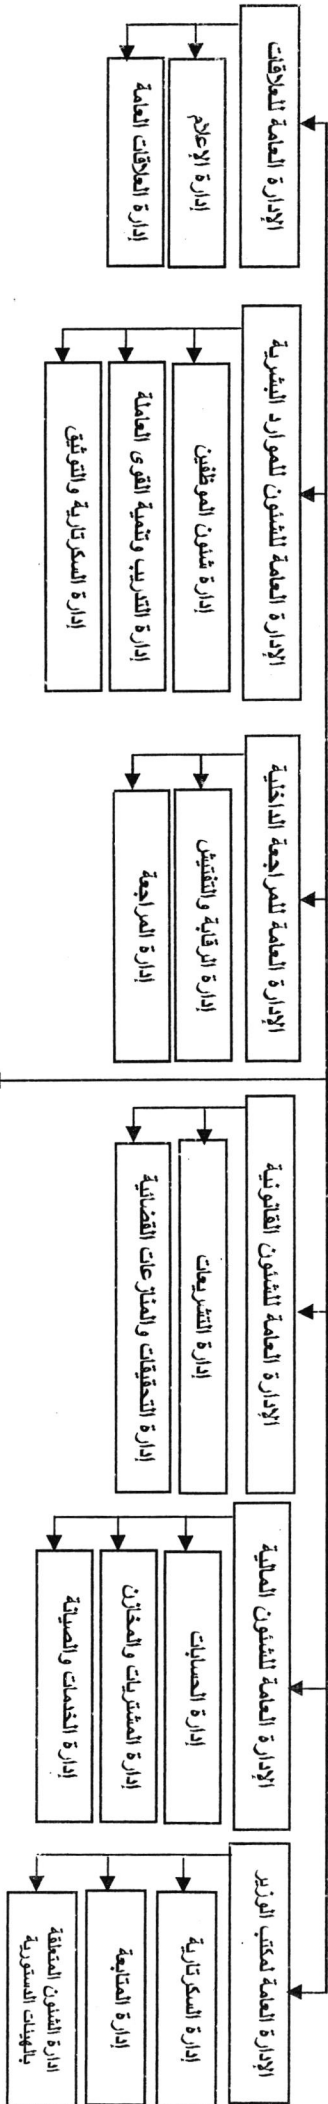 الإدارة العامة لمكتب الوزير
إدارة السكرتارية
إدارة المتابعة
ادارة الشئون المتعلقة
بالهيئات الدستورية
الإدارة العامة للشئون المالية
إدارة الحسابات
إدارة المشتريات والمخازن
إدارة الخدمات والصيانة
الإدارة العامة للشئون القانونية
إدارة التشريعات
إدارة التحقيقات والمنازعات القضائية
الإدارة العامة للمراجعة الداخلية
إدارة الرقابة والتفتيش
إدارة المراجعة
الإدارة العامة للشئون للموارد البشرية
إدارة شئون الموظفين
إدارة التدريب وتنمية القوى العاملة
إدارة السكرتارية والتوثيق
الإدارة العامة للعلاقات
إدارة الإعلام
إدارة العلاقات العامة